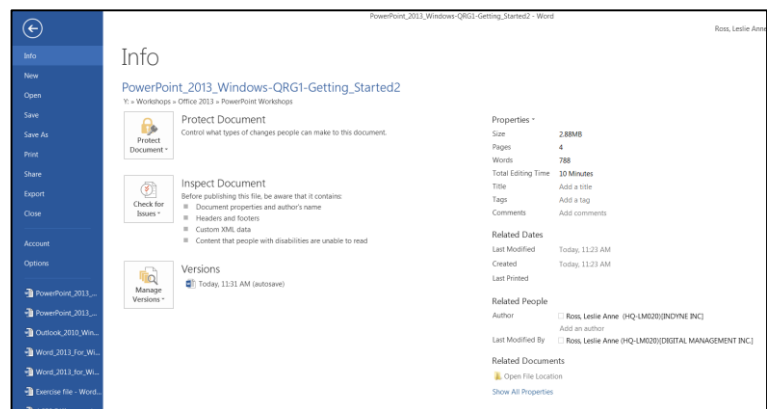 PowerPoint_2013_Windows-QRG1-Getting_Started2 - Word
Ross, Leslie Anne
Info
New
Open
Save
Save As
Print
Share
Export
Close
Account
Options
PowerPoint_2013_...
PowerPoint_2013_...
Outlook_2010_Win...
Word_2013_For_Wi...
Word_2013_for_Win...
Exercise file - Word...
Info
PowerPoint_2013_Windows-QRG1-Getting_Started2
Y: » Workshops » Office 2013 » PowerPoint Workshops
Protect Document
Control what types of changes people can make to this document.
Protect
Document
Inspect Document
Before publishing this file, be aware that it contains:
Document properties and author's name
Headers and footers
Custom XML data
Content that people with disabilities are unable to read
Check for
Issues
Versions
Today, 11:31 AM (autosave)
Manage
Versions
Properties
Size 2.88MB
Pages 4
Words 788
Total Editing Time 10 Minutes
Title Add a title
Tags Add a tag
Comments Add comments
Related Dates
Last Modified Today, 11:23 AM
Created Today, 11:23 AM
Last Printed
Related People
Author Ross, Leslie Anne (HQ-LM020)[INDYNE INC]
Add an author
Last Modified By Ross, Leslie Anne (HQ-LM020)[DIGITAL MANAGEMENT INC.]
Related Documents
Open File Location
Show All Properties